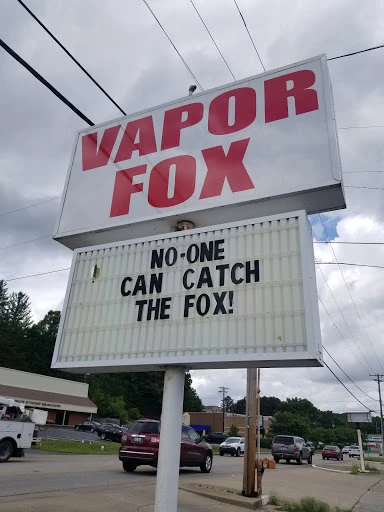 VAPOR
FOX
NO-ONE
CAN CATCH
THE FOX!